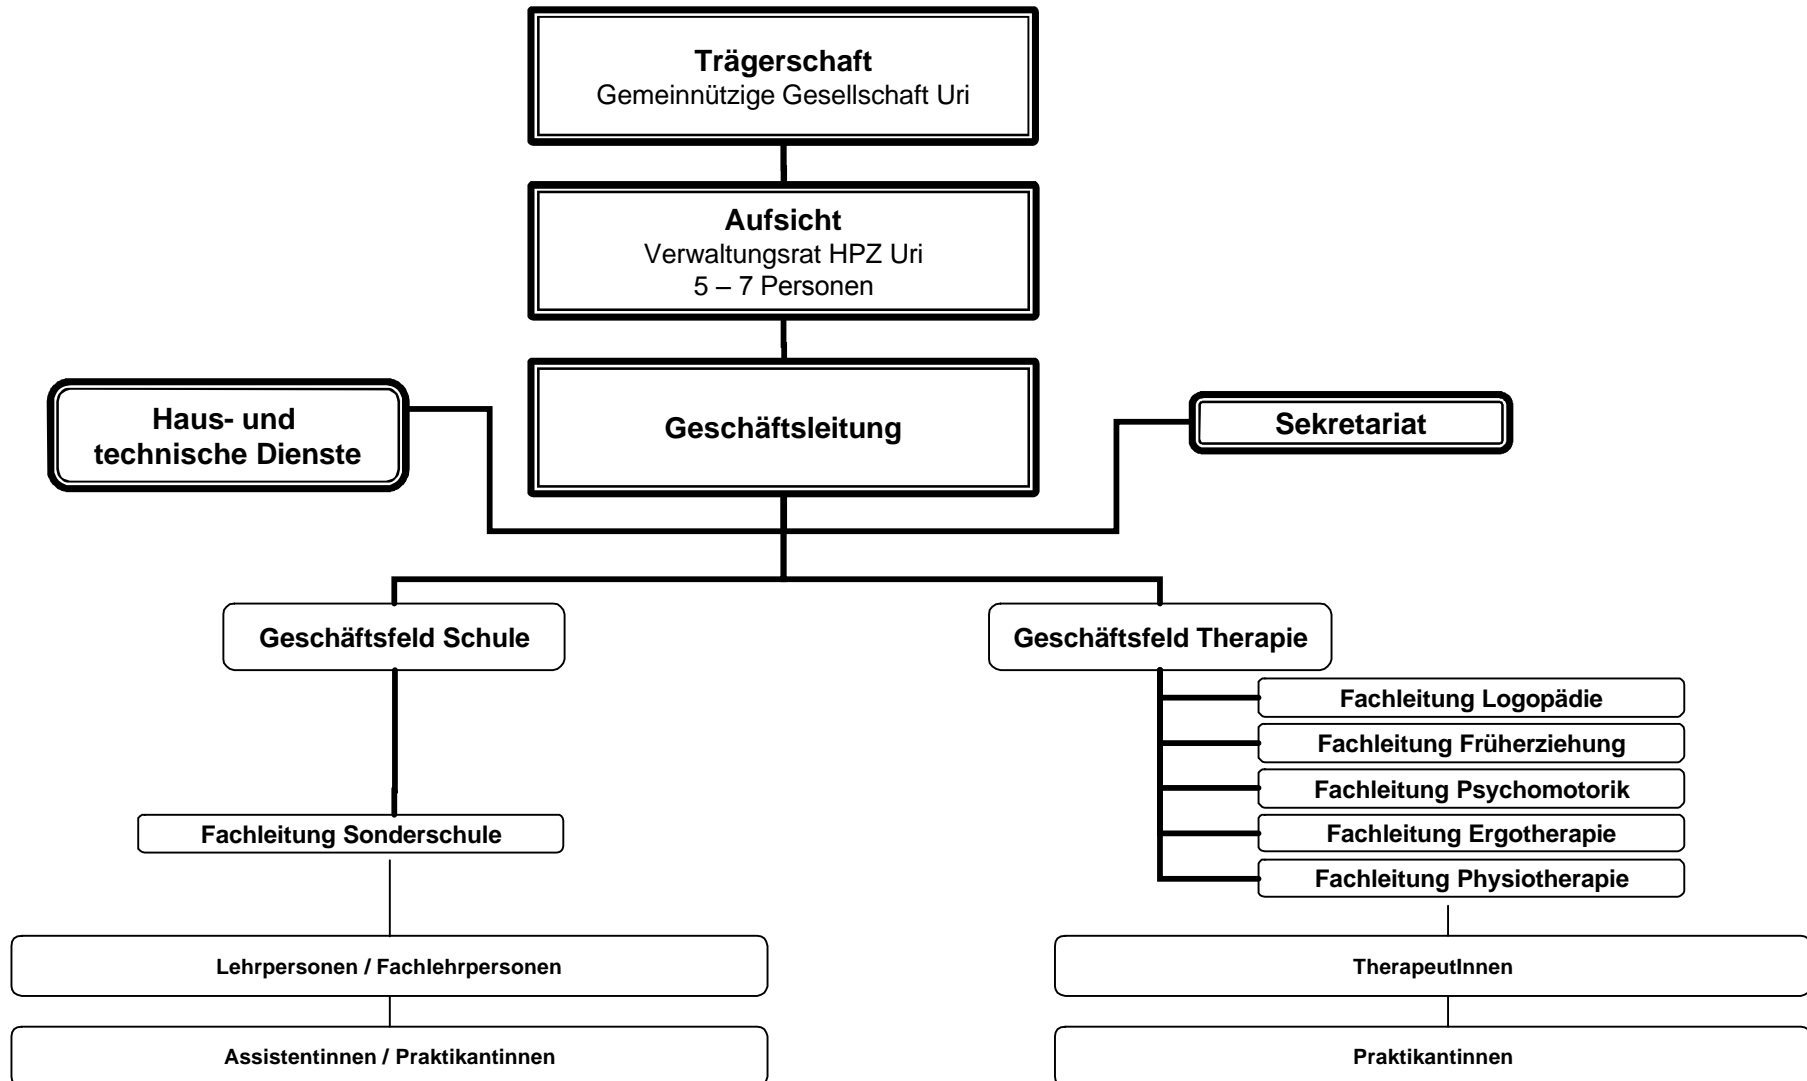 Trägerschaft
Gemeinnützige Gesellschaft Uri
Aufsicht
Verwaltungsrat HPZ Uri
5 – 7 Personen
Haus- und
technische Dienste
Geschäftsleitung
Sekretariat
Geschäftsfeld Schule
Geschäftsfeld Therapie
Fachleitung Logopädie
Fachleitung Früherziehung
Fachleitung Psychomotorik
Fachleitung Sonderschule
Fachleitung Ergotherapie
Fachleitung Physiotherapie
Lehrpersonen / Fachlehrpersonen
TherapeutInnen
Assistentinnen / Praktikantinnen
Praktikantinnen